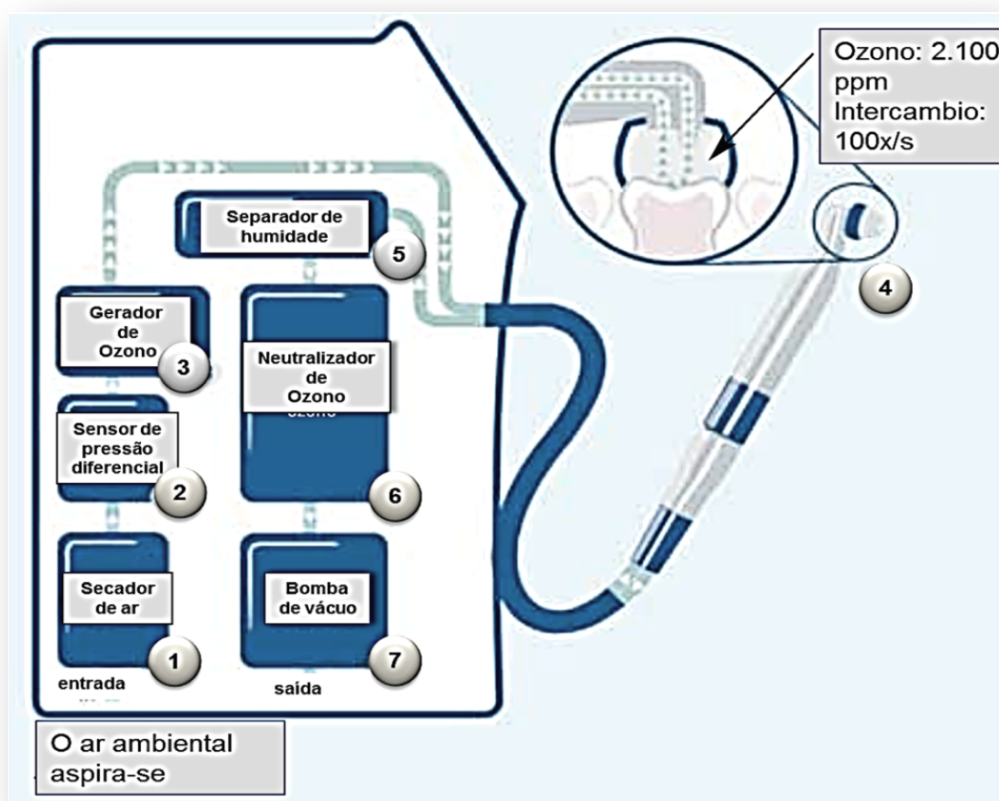 Ozono: 2.100
ppm
Intercambio:
100x/s
Separador de
humidade
5
4
Gerador
de
Ozono
3
Neutralizador
de
Ozono
ozono
Sensor de
pressão
diferencial
2
6
Secador
de ar
1
Bomba
de vácuo
7
entrada
saída
O ar ambiental
aspira-se